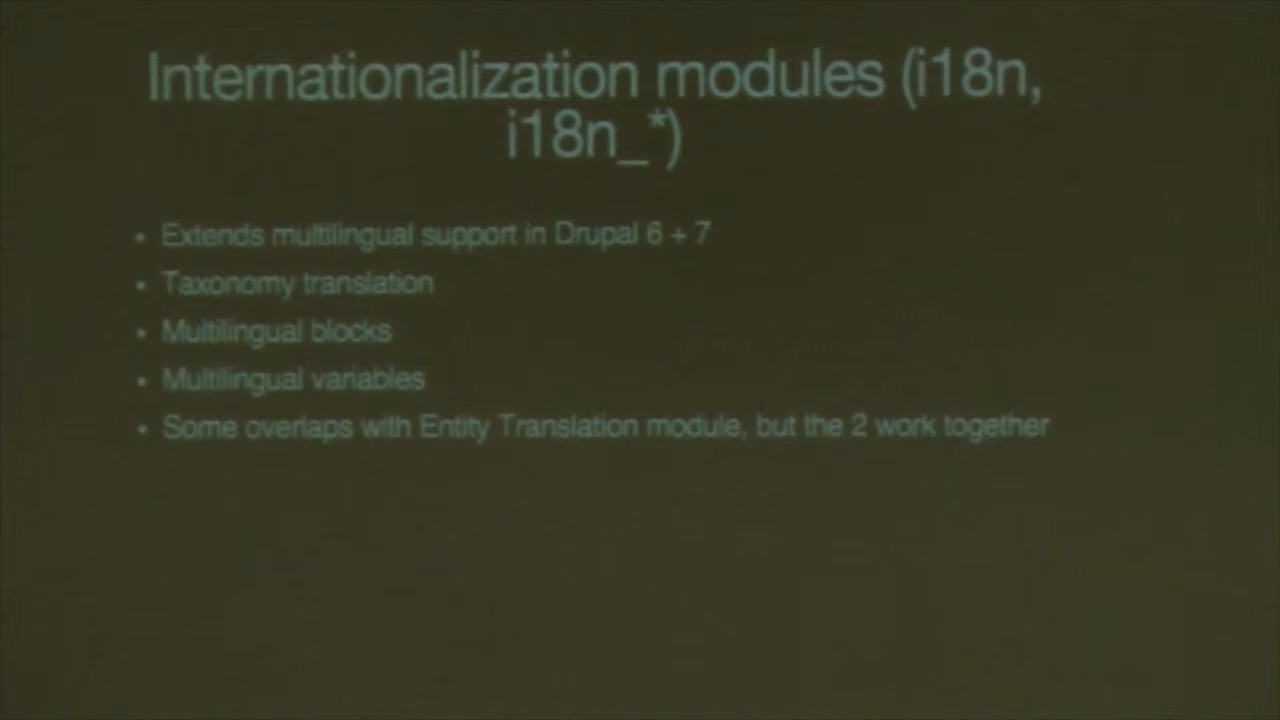 Internationalization modules (i18n,
i18n_*)
• Extends multilingual support in Drupal 6 + 7
• Taxonomy translation
• Multilingual blocks
• Multilingual variables
• Some overlaps with Entity Translation module, but the 2 work together